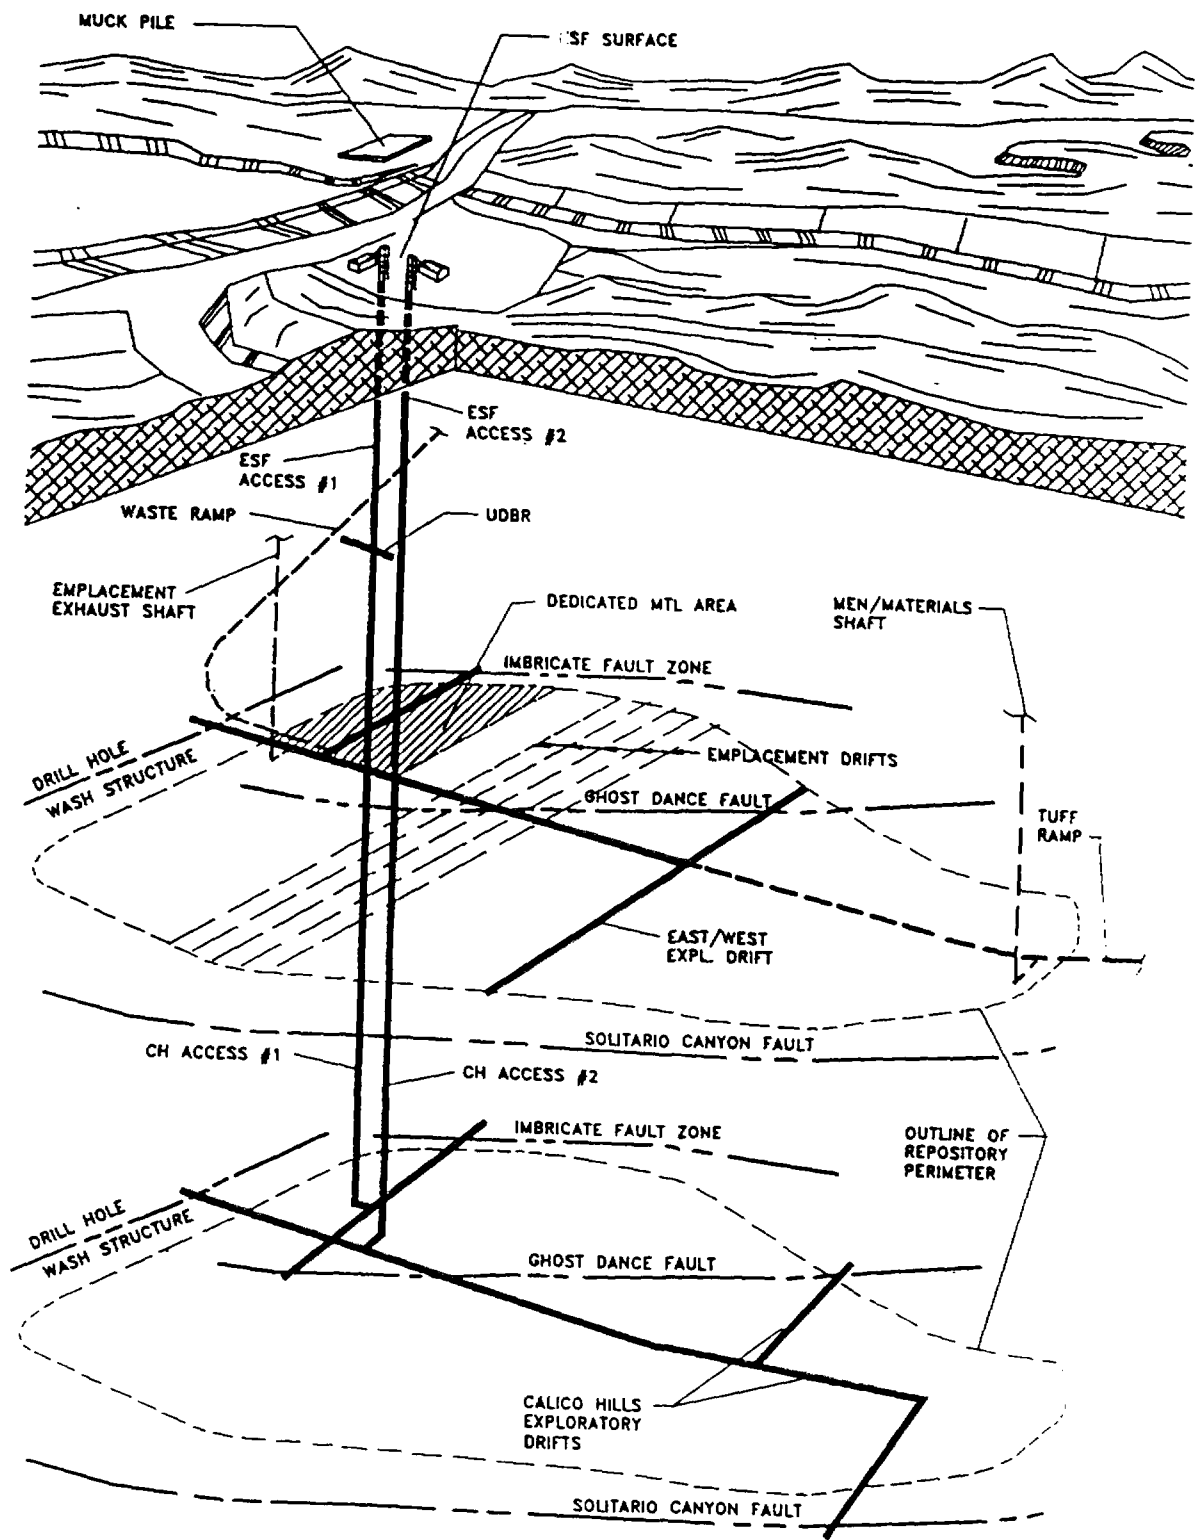 MUCK PILE
ESF SURFACE
ESF
ACCESS #2
ESF
ACCESS #1
WASTE RAMP
UDBR
EMPLACEMENT
EXHAUST SHAFT
DEDICATED MTL AREA
MEN/MATERIALS
SHAFT
IMBRICATE FAULT ZONE
DRILL HOLE
WASH STRUCTURE
EMPLACEMENT DRIFTS
GHOST DANCE FAULT
TUFF
RAMP
EAST/WEST
EXPL. DRIFT
SOLITARIO CANYON FAULT
CH ACCESS #1
CH ACCESS #2
IMBRICATE FAULT ZONE
OUTLINE OF
REPOSITORY
PERIMETER
DRILL HOLE
WASH STRUCTURE
GHOST DANCE FAULT
CALICO HILLS
EXPLORATORY
DRIFTS
SOLITARIO CANYON FAULT